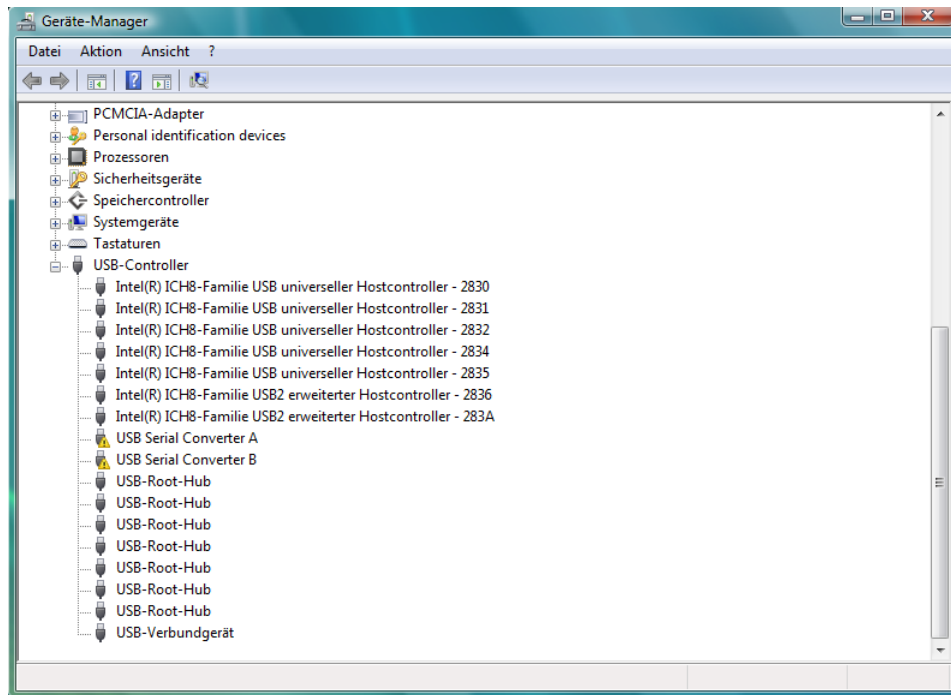 Geräte-Manager
Datei Aktion Ansicht ?
PCMCIA-Adapter
Personal identification devices
Prozessoren
Sicherheitsgeräte
Speichercontroller
Systemgeräte
Tastaturen
USB-Controller
Intel(R) ICH8-Familie USB universeller Hostcontroller - 2830
Intel(R) ICH8-Familie USB universeller Hostcontroller - 2831
Intel(R) ICH8-Familie USB universeller Hostcontroller - 2832
Intel(R) ICH8-Familie USB universeller Hostcontroller - 2834
Intel(R) ICH8-Familie USB universeller Hostcontroller - 2835
Intel(R) ICH8-Familie USB2 erweiterter Hostcontroller - 2836
Intel(R) ICH8-Familie USB2 erweiterter Hostcontroller - 283A
USB Serial Converter A
USB Serial Converter B
USB-Root-Hub
USB-Root-Hub
USB-Root-Hub
USB-Root-Hub
USB-Root-Hub
USB-Root-Hub
USB-Root-Hub
USB-Verbundgerät